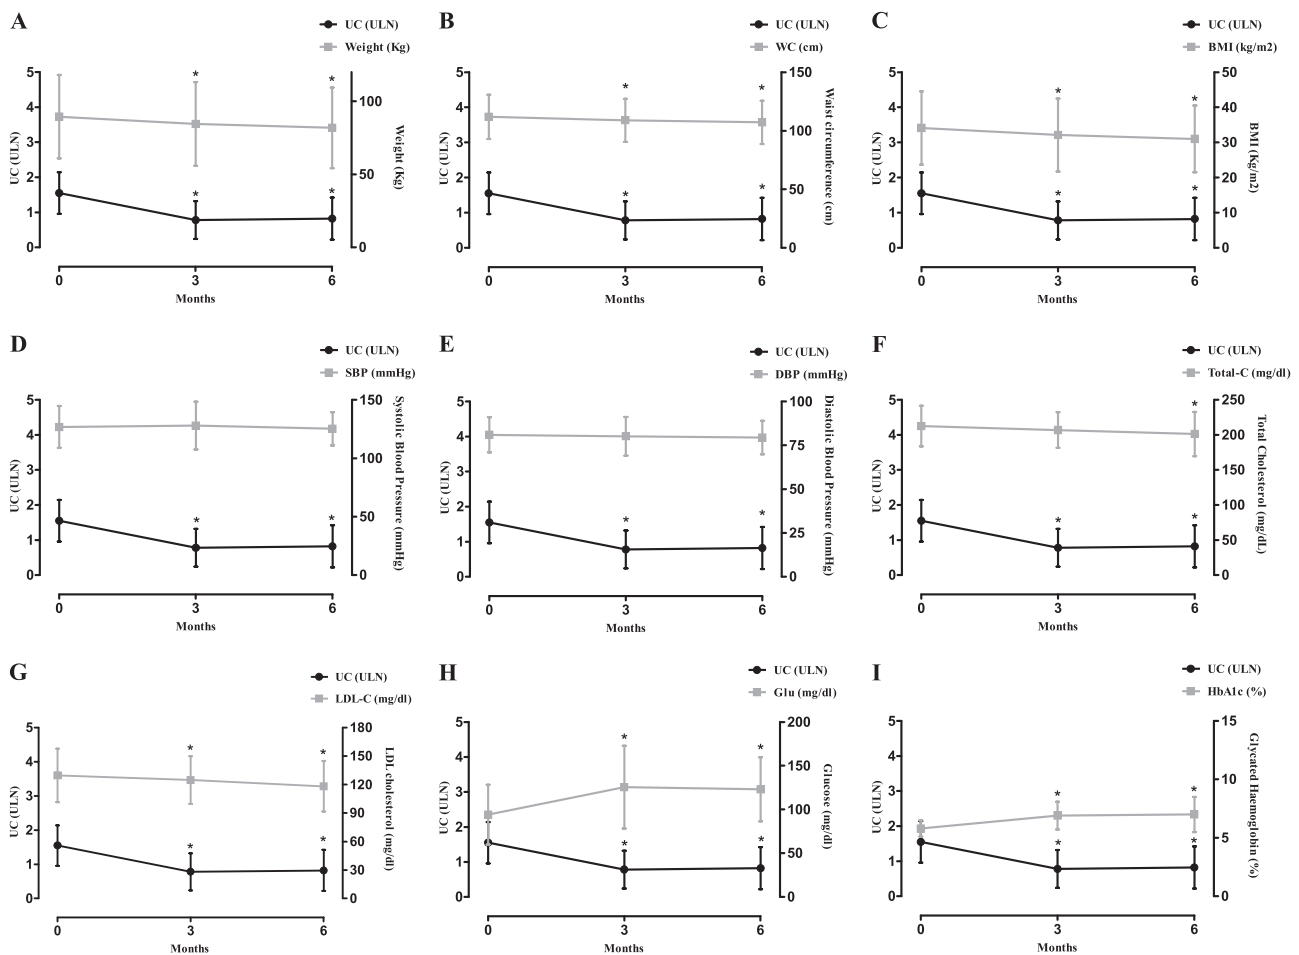 A
UC (ULN)
Weight (Kg)
5
4
3
2
1
0
UC (ULN)
*
*
*
*
100
50
0
Weight (Kg)
0
3
6
Months
B
UC (ULN)
WC (cm)
5
4
3
2
1
0
UC (ULN)
*
*
*
*
150
100
50
0
Waist circumference (cm)
0
3
6
Months
C
UC (ULN)
BMI (kg/m2)
5
4
3
2
1
0
UC (ULN)
*
*
*
*
50
40
30
20
10
0
BMI (Kg/m2)
0
3
6
Months
D
UC (ULN)
SBP (mmHg)
5
4
3
2
1
0
UC (ULN)
*
*
150
100
50
0
Systolic Blood Pressure (mmHg)
0
3
6
Months
E
UC (ULN)
DBP (mmHg)
5
4
3
2
1
0
UC (ULN)
*
*
100
75
50
25
0
Diastolic Blood Pressure (mmHg)
0
3
6
Months
F
UC (ULN)
Total-C (mg/dl)
5
4
3
2
1
0
UC (ULN)
*
*
*
250
200
150
100
50
0
Total Cholesterol (mg/dL)
0
3
6
Months
G
UC (ULN)
LDL-C (mg/dl)
5
4
3
2
1
0
UC (ULN)
*
*
*
*
180
150
120
90
60
30
0
LDL cholesterol (mg/dl)
0
3
6
Months
H
UC (ULN)
Glu (mg/dl)
5
4
3
2
1
0
UC (ULN)
*
*
*
*
200
150
100
50
0
Glucose (mg/dl)
0
3
6
Months
I
UC (ULN)
HbA1c (%)
5
4
3
2
1
0
UC (ULN)
*
*
*
*
15
10
5
0
Glycated Haemoglobin (%)
0
3
6
Months